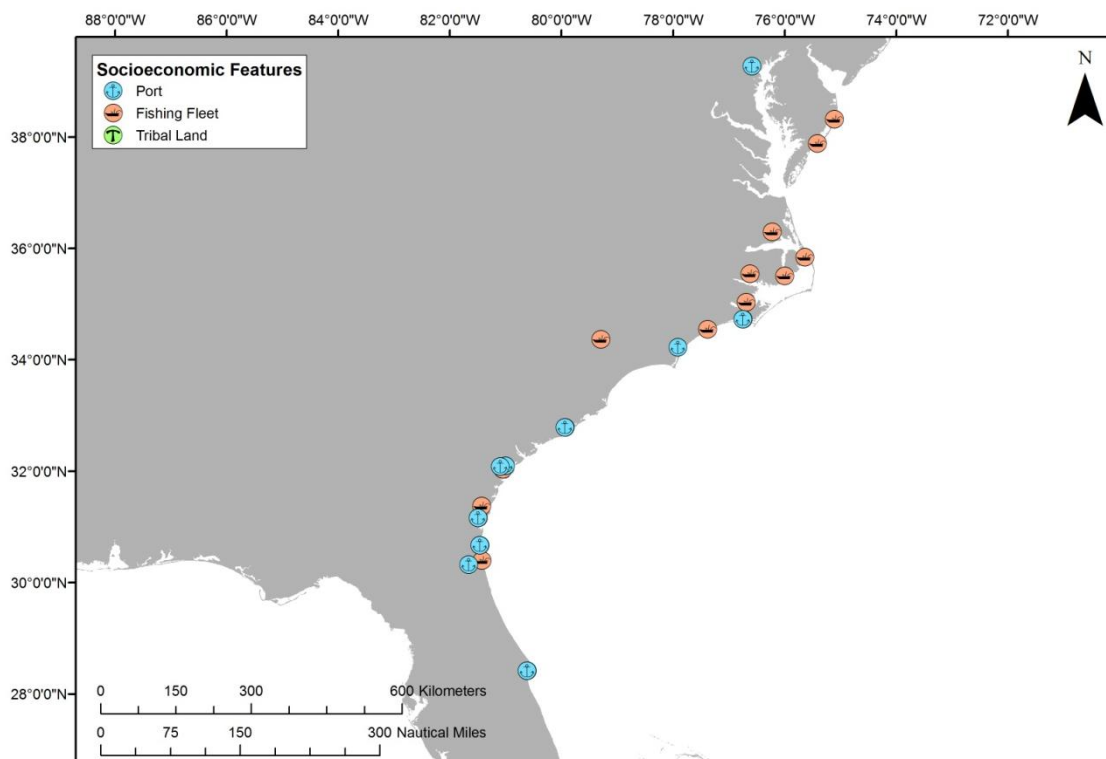 88°0'0"W 86°0'0"W 84°0'0"W 82°0'0"W 80°0'0"W 78°0'0"W 76°0'0"W 74°0'0"W 72°0'0"W
Socioeconomic Features
Port
Fishing Fleet
Tribal Land
N
38°0'0"N
36°0'0"N
34°0'0"N
32°0'0"N
30°0'0"N
28°0'0"N
0 150 300 600 Kilometers
0 75 150 300 Nautical Miles